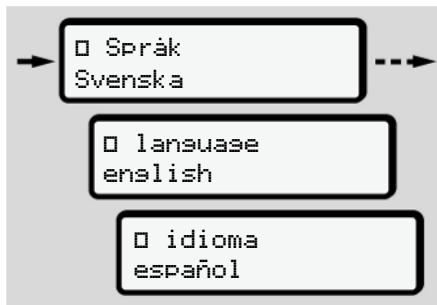 □ Språk
Svenska
□ language
english
□ idioma
español